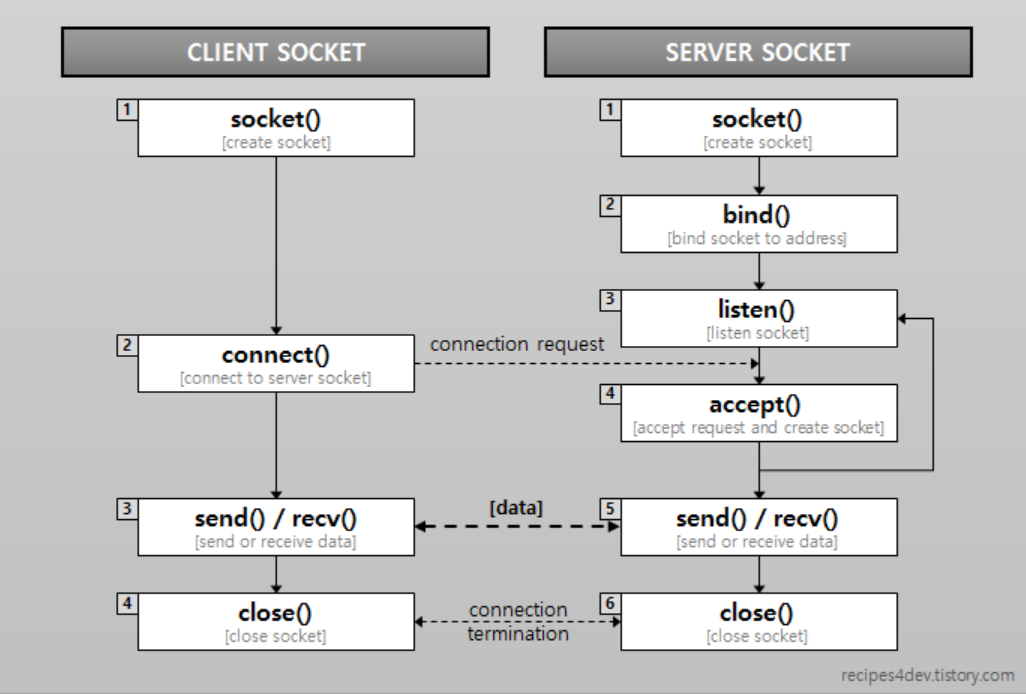 CLIENT SOCKET
1
socket()
[create socket]
2
connect()
[connect to server socket]
3
send() / recv()
[send or receive data]
4
close()
[close socket]
connection request
[data]
connection
termination
SERVER SOCKET
1
socket()
[create socket]
2
bind()
[bind socket to address]
3
listen()
[listen socket]
4
accept()
[accept request and create socket]
5
send() / recv()
[send or receive data]
6
close()
[close socket]
recipes4dev.tistory.com